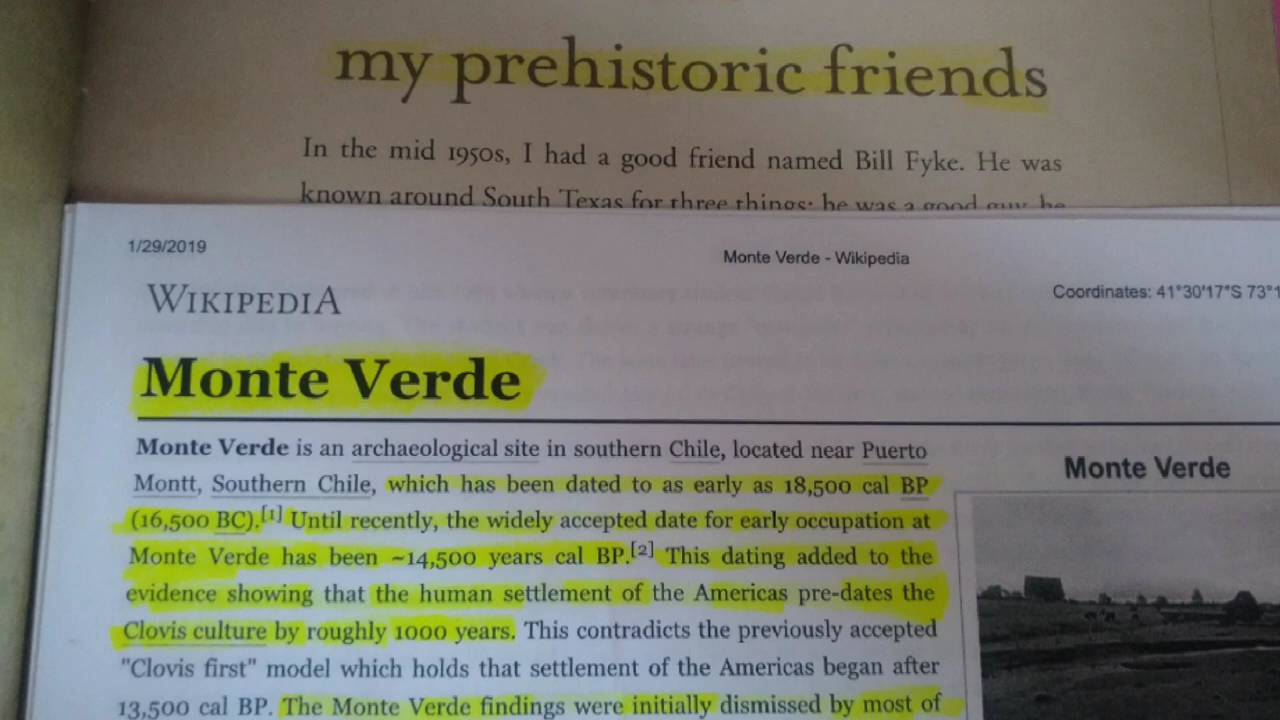 my prehistoric friends
In the mid 1950s, I had a good friend named Bill Fyke. He was
known around South Texas for three things: he was a good guy, he
1/29/2019
Monte Verde - Wikipedia
WIKIPEDIA
Coordinates: 41°30'17"S 73°1
Monte Verde
Monte Verde is an archaeological site in southern Chile, located near Puerto
Montt, Southern Chile, which has been dated to as early as 18,500 cal BP
(16,500 BC).[1] Until recently, the widely accepted date for early occupation at
Monte Verde has been ~14,500 years cal BP.[2] This dating added to the
evidence showing that the human settlement of the Americas pre-dates the
Clovis culture by roughly 1000 years. This contradicts the previously accepted
"Clovis first" model which holds that settlement of the Americas began after
13,500 cal BP. The Monte Verde findings were initially dismissed by most of
Monte Verde